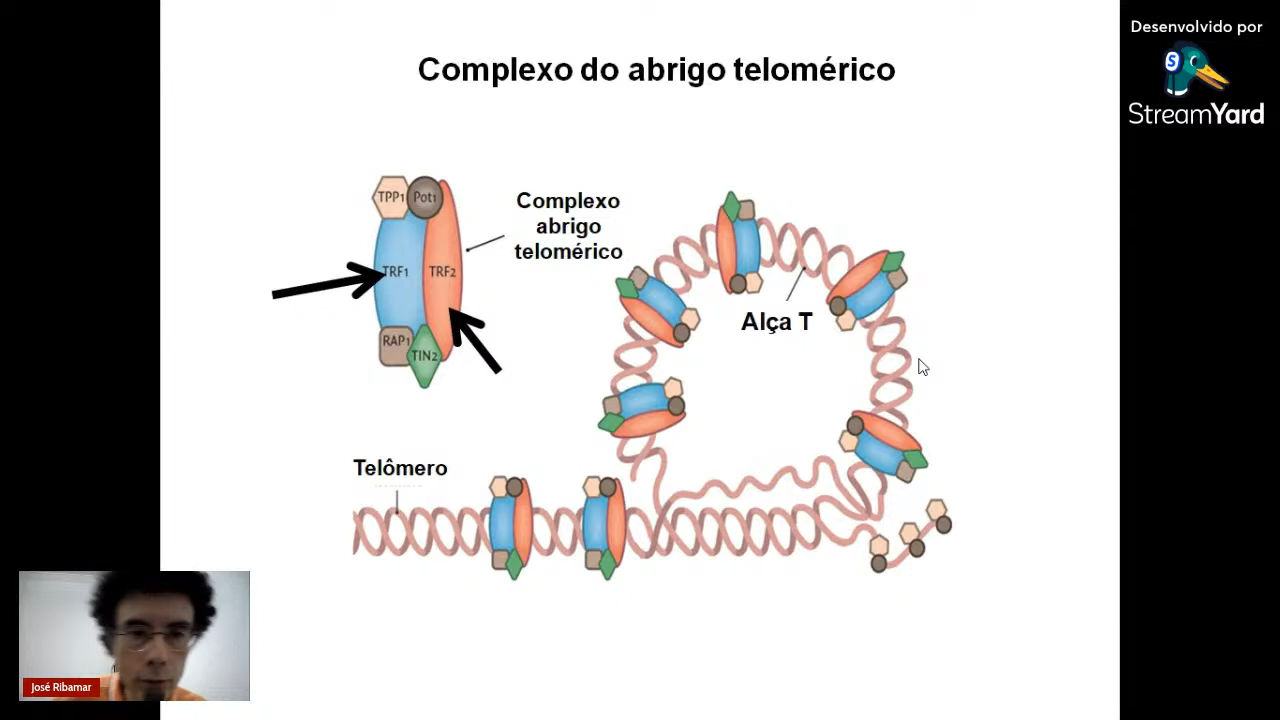 Desenvolvido por
StreamYard
Complexo do abrigo telomérico
TPP1
Pot1
TRF1
TRF2
RAP1
TIN2
Complexo
abrigo
telomérico
Alça T
Telômero
José Ribamar